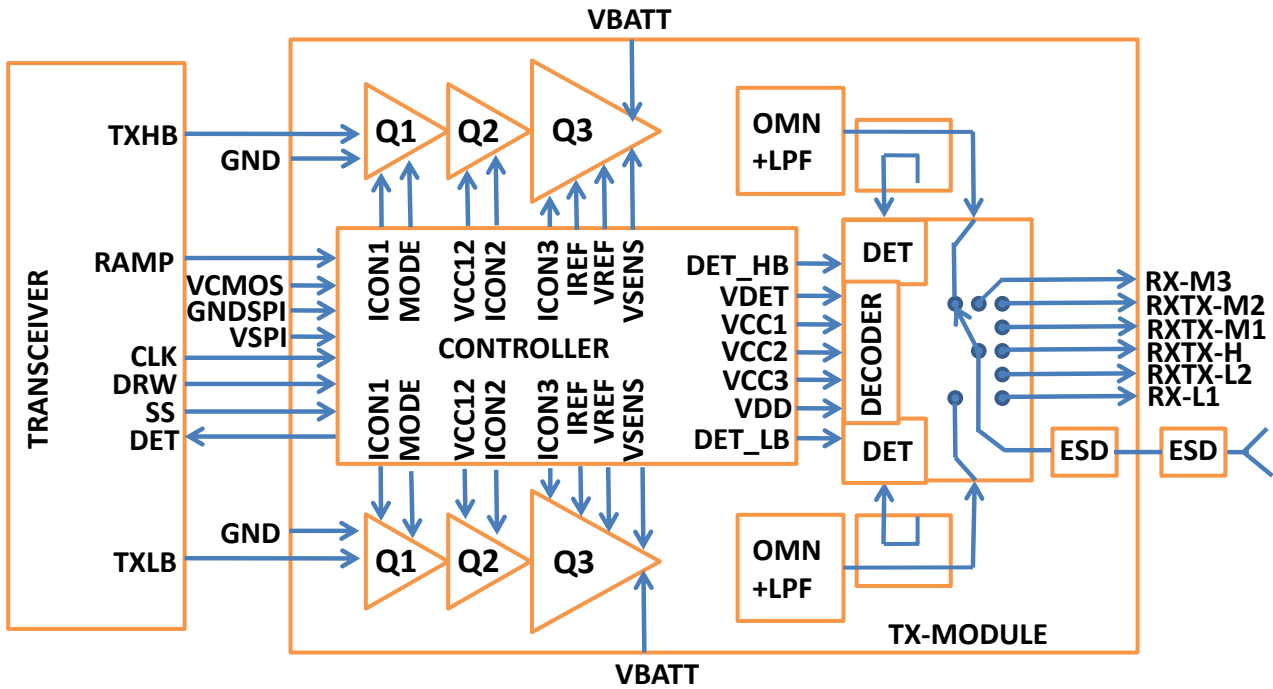 VBATT
TRANSCEIVER
TXHB
GND
Q1
Q2
Q3
OMN
+LPF
RAMP
VCMOS
GNDSPI
VSPI
CLK
DRW
SS
DET
ICON1
MODE
VCC12
ICON2
ICON3
IREF
VREF
VSENS
CONTROLLER
ICON1
MODE
VCC12
ICON2
ICON3
IREF
VREF
VSENS
DET_HB
VDET
VCC1
VCC2
VCC3
VDD
DET_LB
DET
DECODER
DET
RX-M3
RXTX-M2
RXTX-M1
RXTX-H
RXTX-L2
RX-L1
ESD
ESD
GND
TXLB
Q1
Q2
Q3
OMN
+LPF
TX-MODULE
VBATT